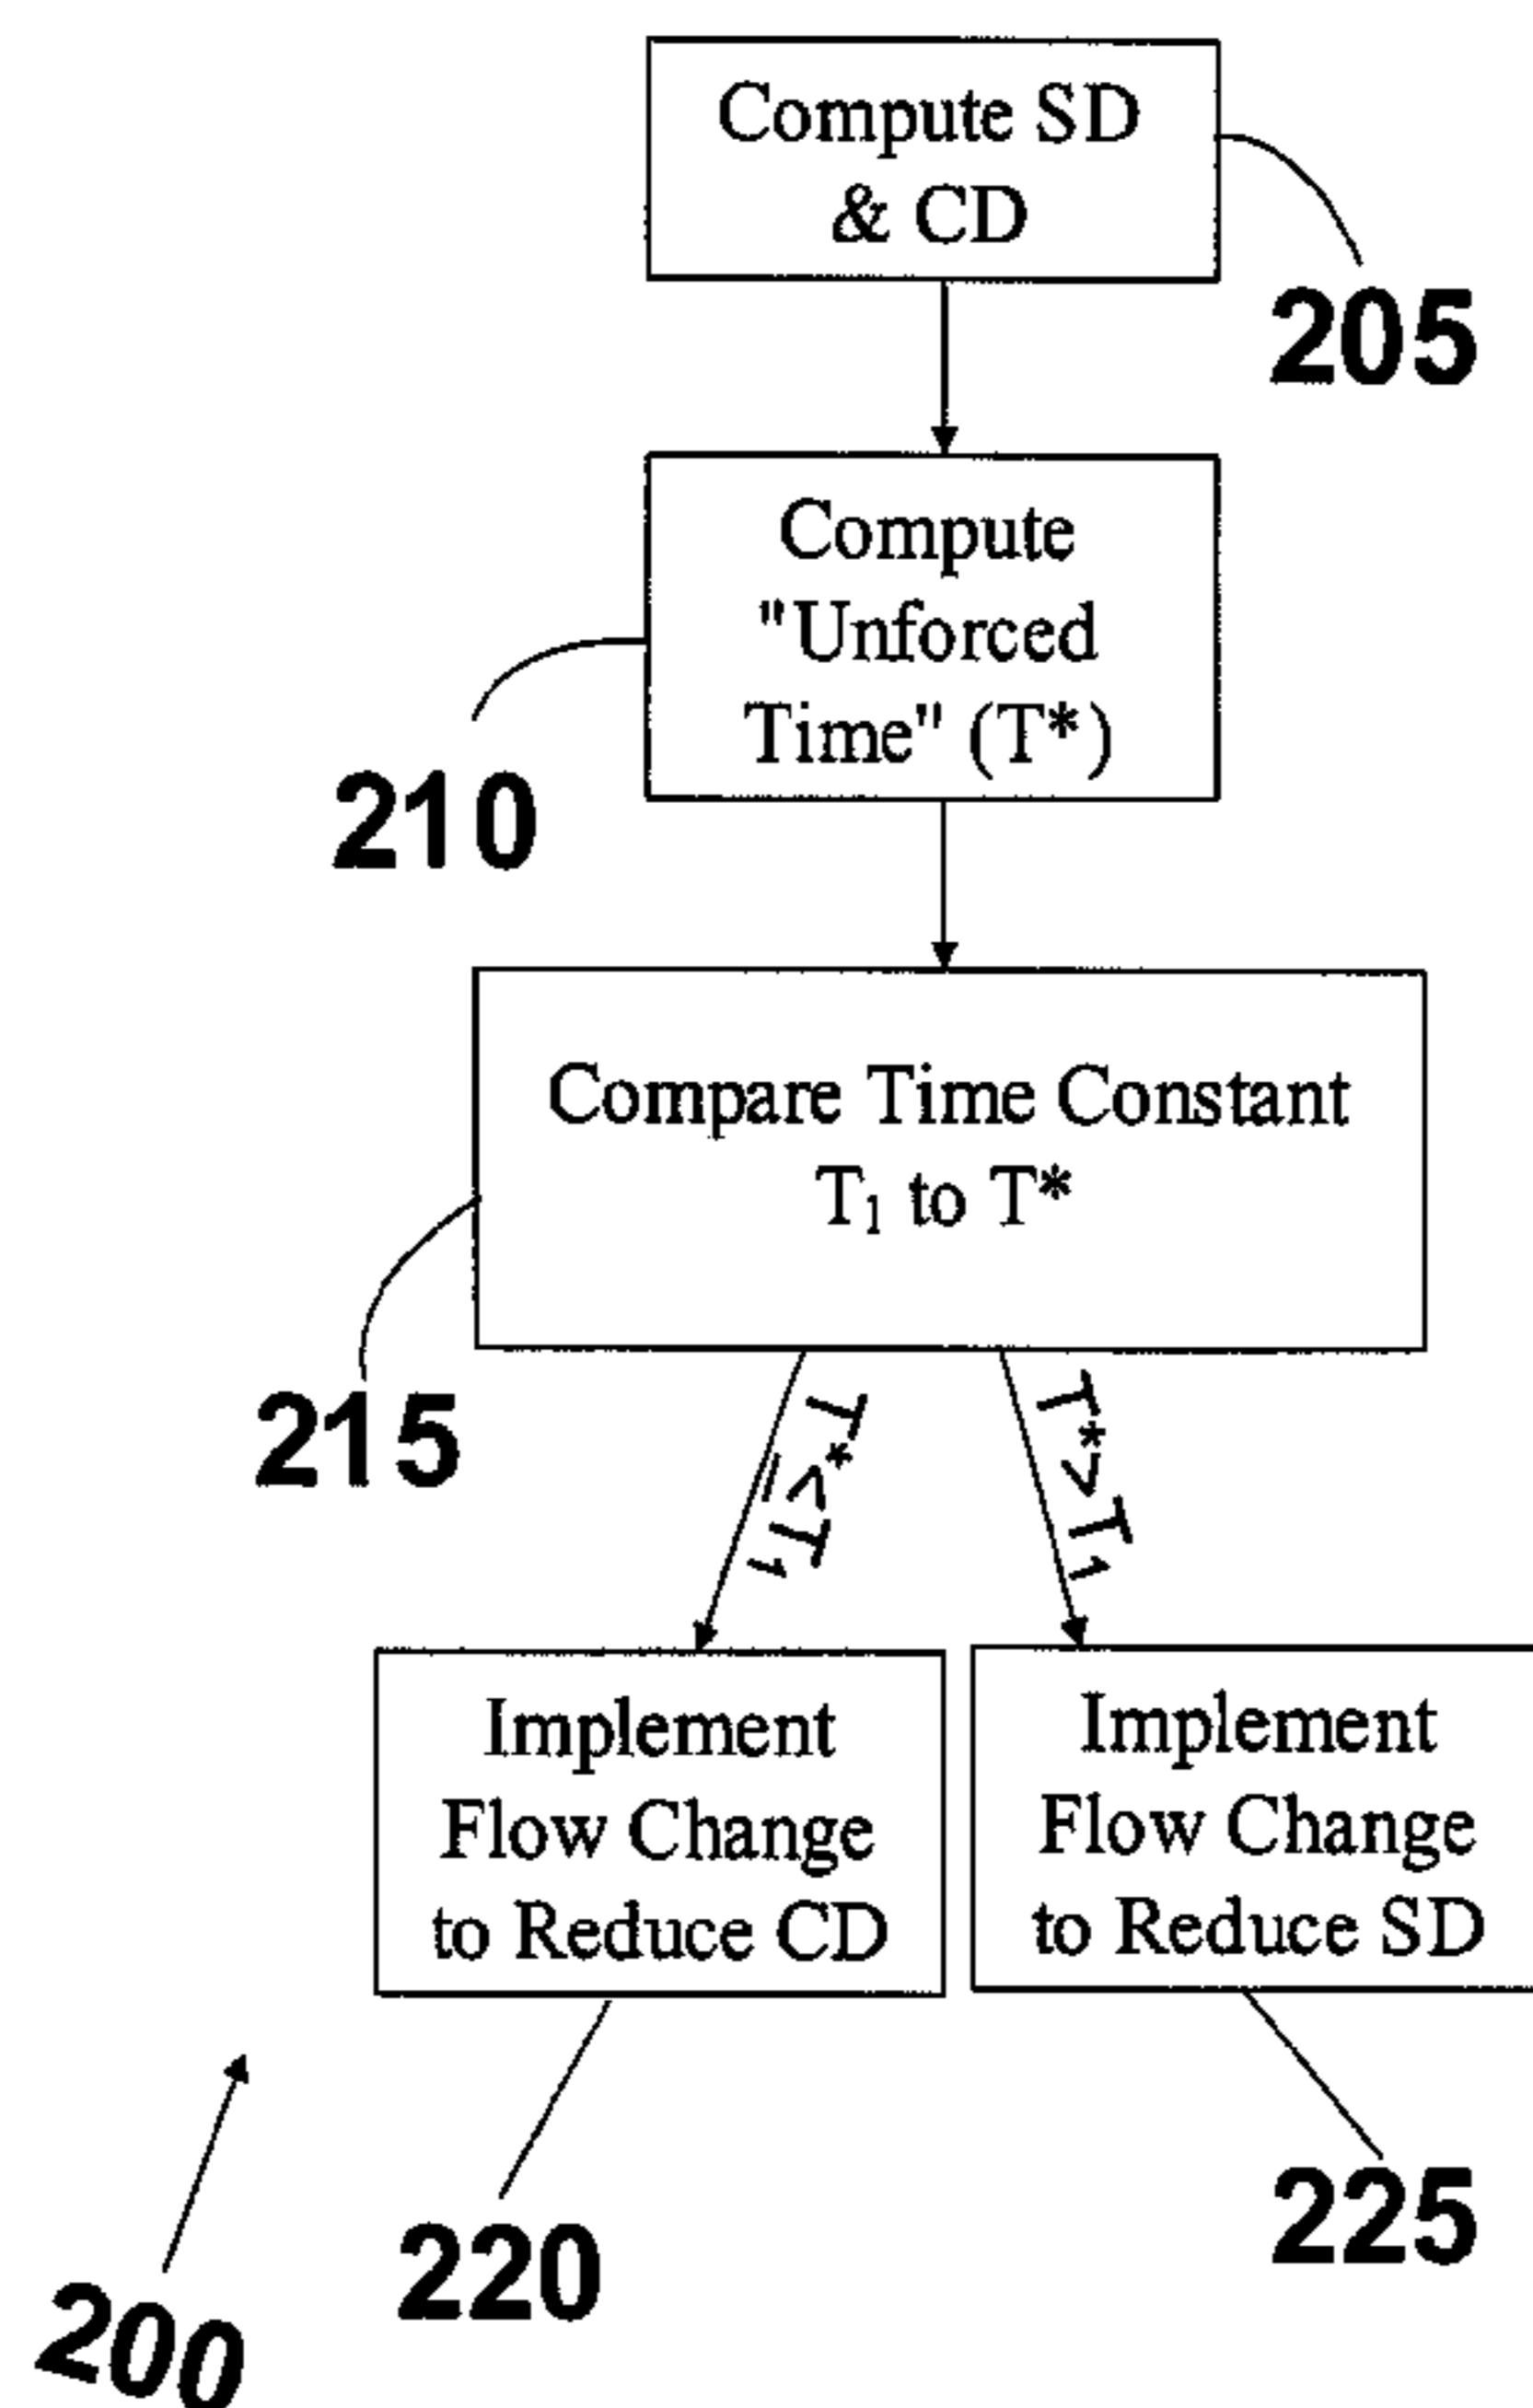 Compute SD
& CD
205
Compute
"Unforced
Time" (T*)
210
Compare Time Constant
T₁ to T*
215
T*≤T₁
T*>T₁
Implement
Flow Change
to Reduce CD
Implement
Flow Change
to Reduce SD
220
225
200